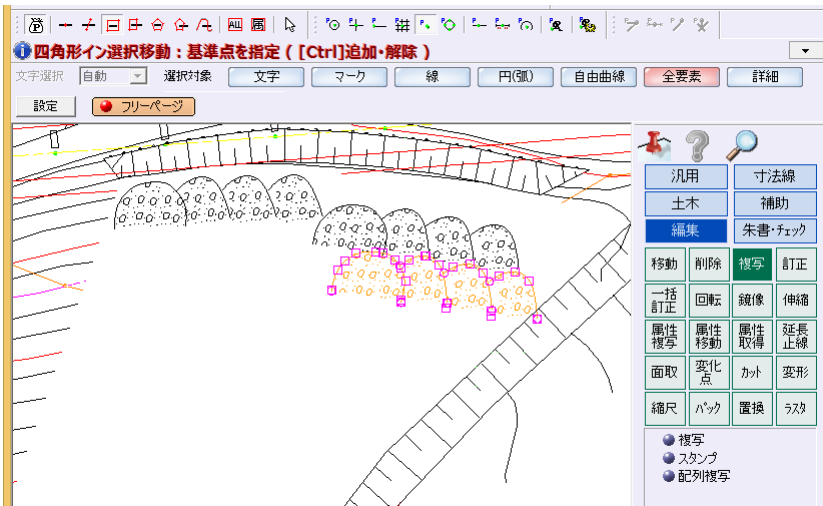 ALL
四角形イン選択移動：基準点を指定（[Ctrl]追加・解除）
文字選択 自動 選択対象 文字 マーク 線 円(弧) 自由曲線 全要素 詳細
設定 フリーページ
汎用 寸法線
土木 補助
編集 朱書・チェック
移動 削除 複写 訂正
一括訂正 回転 鏡像 伸縮
属性複写 属性移動 属性取得 延長止線
面取 変化点 カット 変形
縮尺 パック 置換 ラスタ
複写
スタンプ
配列複写